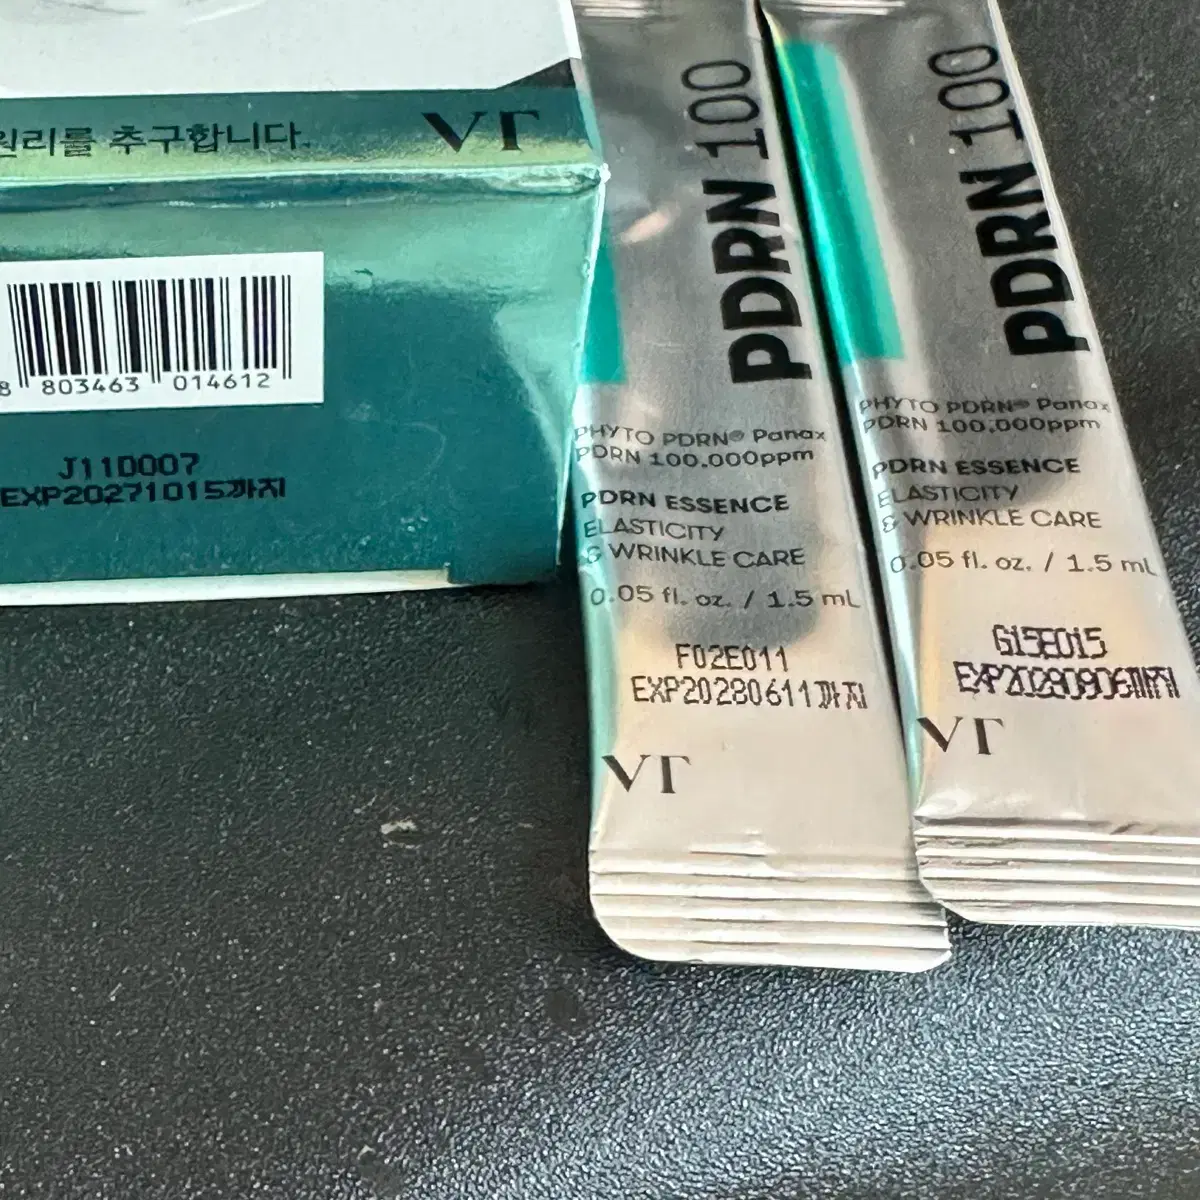 원리를 추구합니다.
VT
8 803463 014612
J11D007
EXP20271015까지
PDRN 100
PHYTO PDRN® Panax
PDRN 100,000ppm
PDRN ESSENCE
ELASTICITY
& WRINKLE CARE
0.05 fl. oz. / 1.5 mL
F02E011
EXP20280611까지
VT
PDRN 100
PHYTO PDRN® Panax
PDRN 100,000ppm
PDRN ESSENCE
ELASTICITY
& WRINKLE CARE
0.05 fl. oz. / 1.5 mL
G15E015
VT